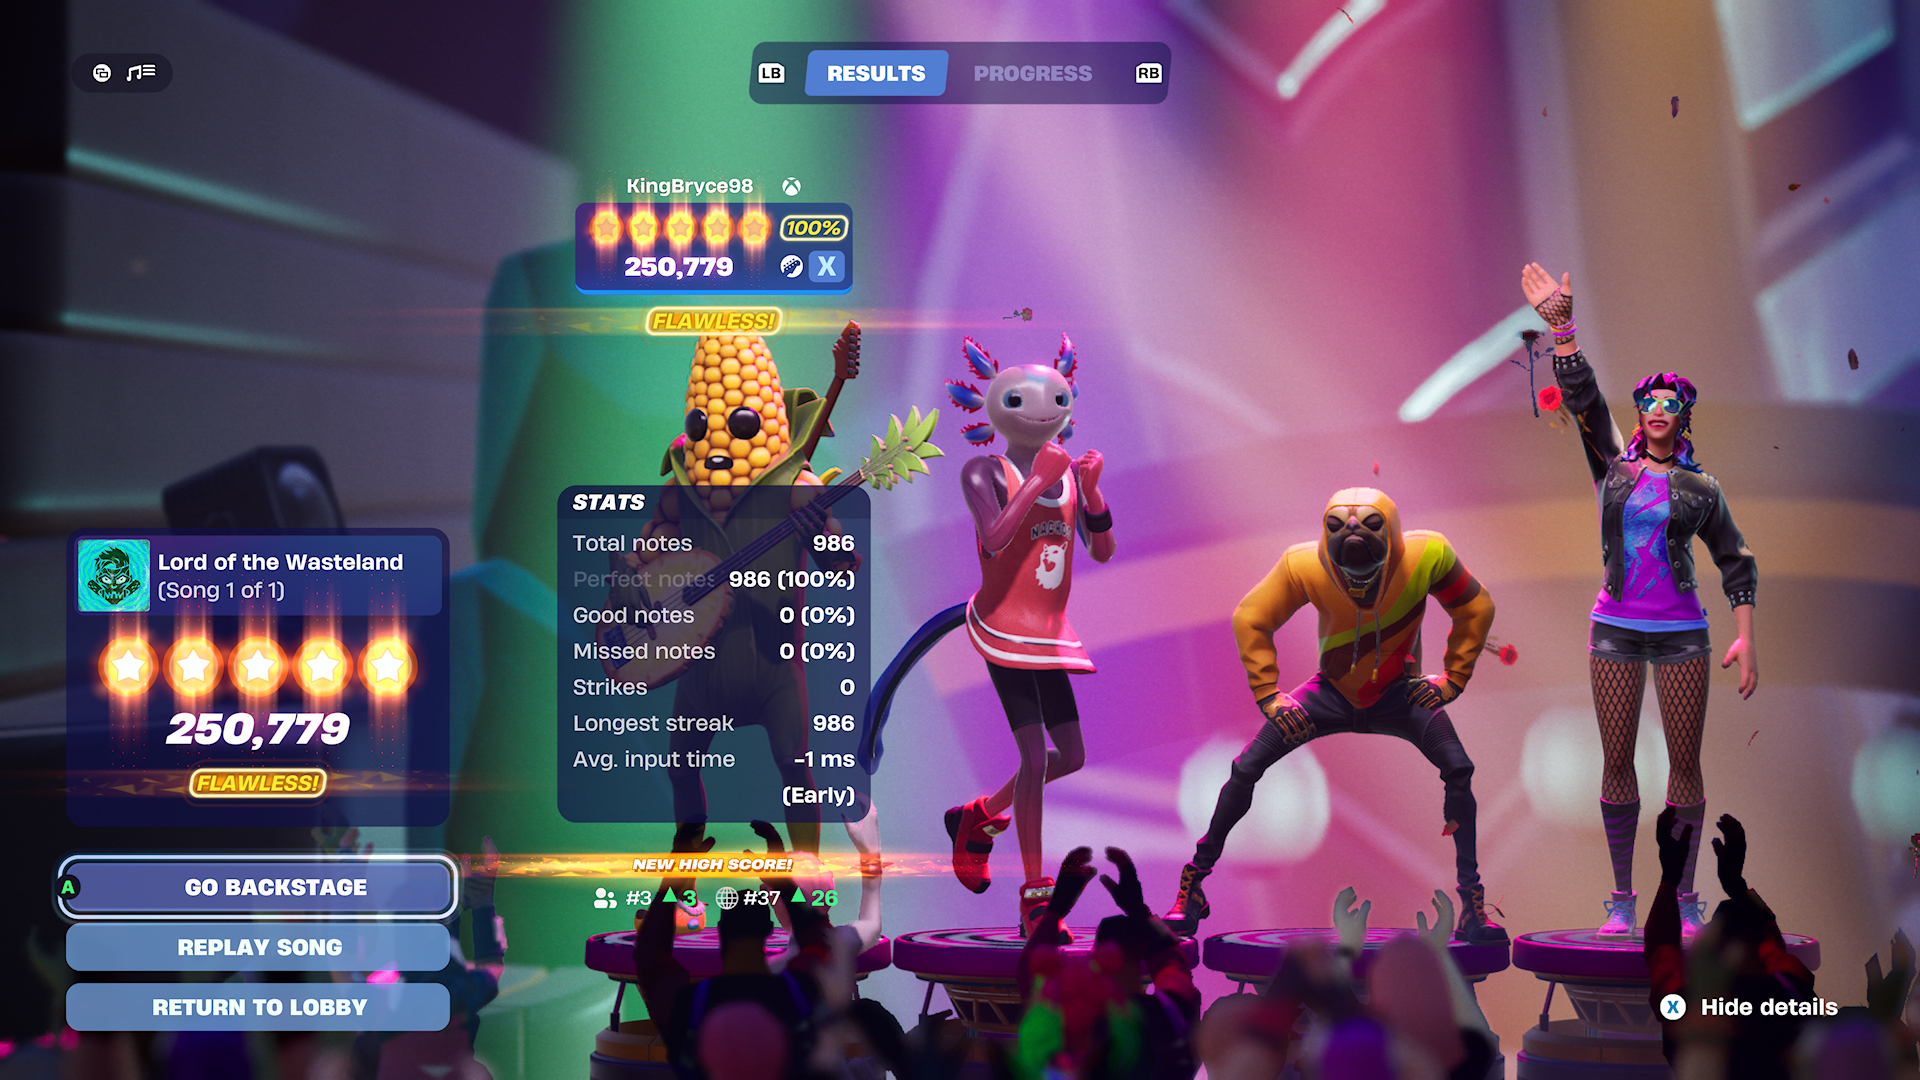 LB
RESULTS
PROGRESS
RB
KingBryce98
100%
250,779
X
FLAWLESS!
STATS
Total notes 986
Perfect notes 986 (100%)
Good notes 0 (0%)
Missed notes 0 (0%)
Strikes 0
Longest streak 986
Avg. input time -1 ms
(Early)
NEW HIGH SCORE!
#3 3 #37 26
Lord of the Wasteland
(Song 1 of 1)
250,779
FLAWLESS!
A GO BACKSTAGE
REPLAY SONG
RETURN TO LOBBY
X Hide details